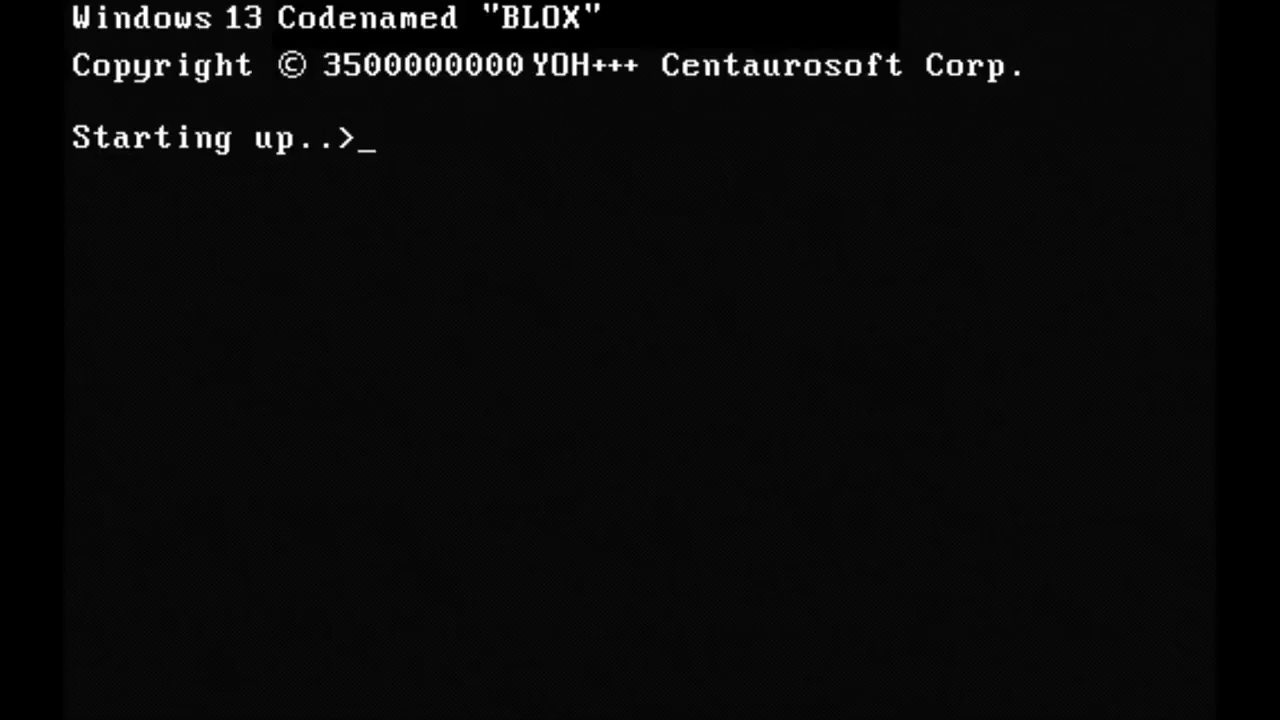 Windows 13 Codenamed "BLOX"
Copyright © 3500000000 YOH+++ Centaurosoft Corp.
Starting up..>_